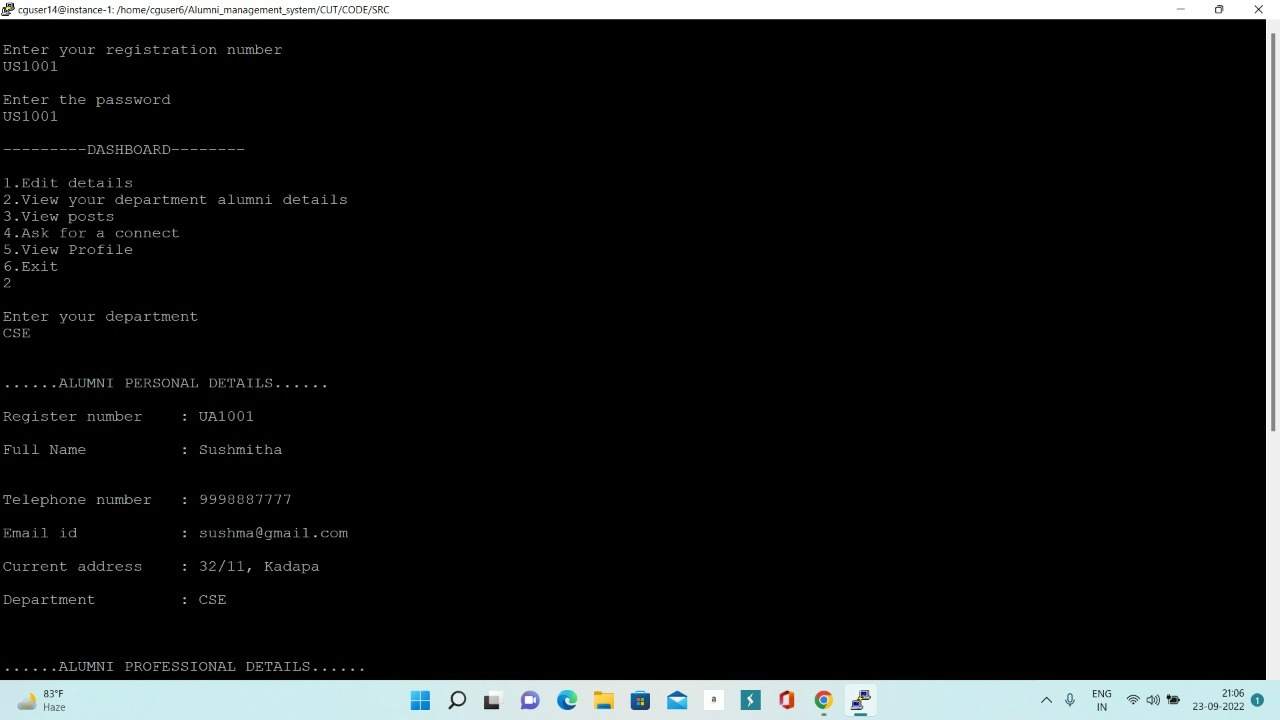 cguser14@instance-1: /home/cguser6/Alumni_management_system/CUT/CODE/SRC
Enter your registration number
US1001
Enter the password
US1001
---------DASHBOARD--------
1.Edit details
2.View your department alumni details
3.View posts
4.Ask for a connect
5.View Profile
6.Exit
2
Enter your department
CSE
......ALUMNI PERSONAL DETAILS......
Register number : UA1001
Full Name : Sushmitha
Telephone number : 9998887777
Email id : sushma@gmail.com
Current address : 32/11, Kadapa
Department : CSE
......ALUMNI PROFESSIONAL DETAILS......
83°F
Haze
a
ENG
IN
21:06
23-09-2022
1